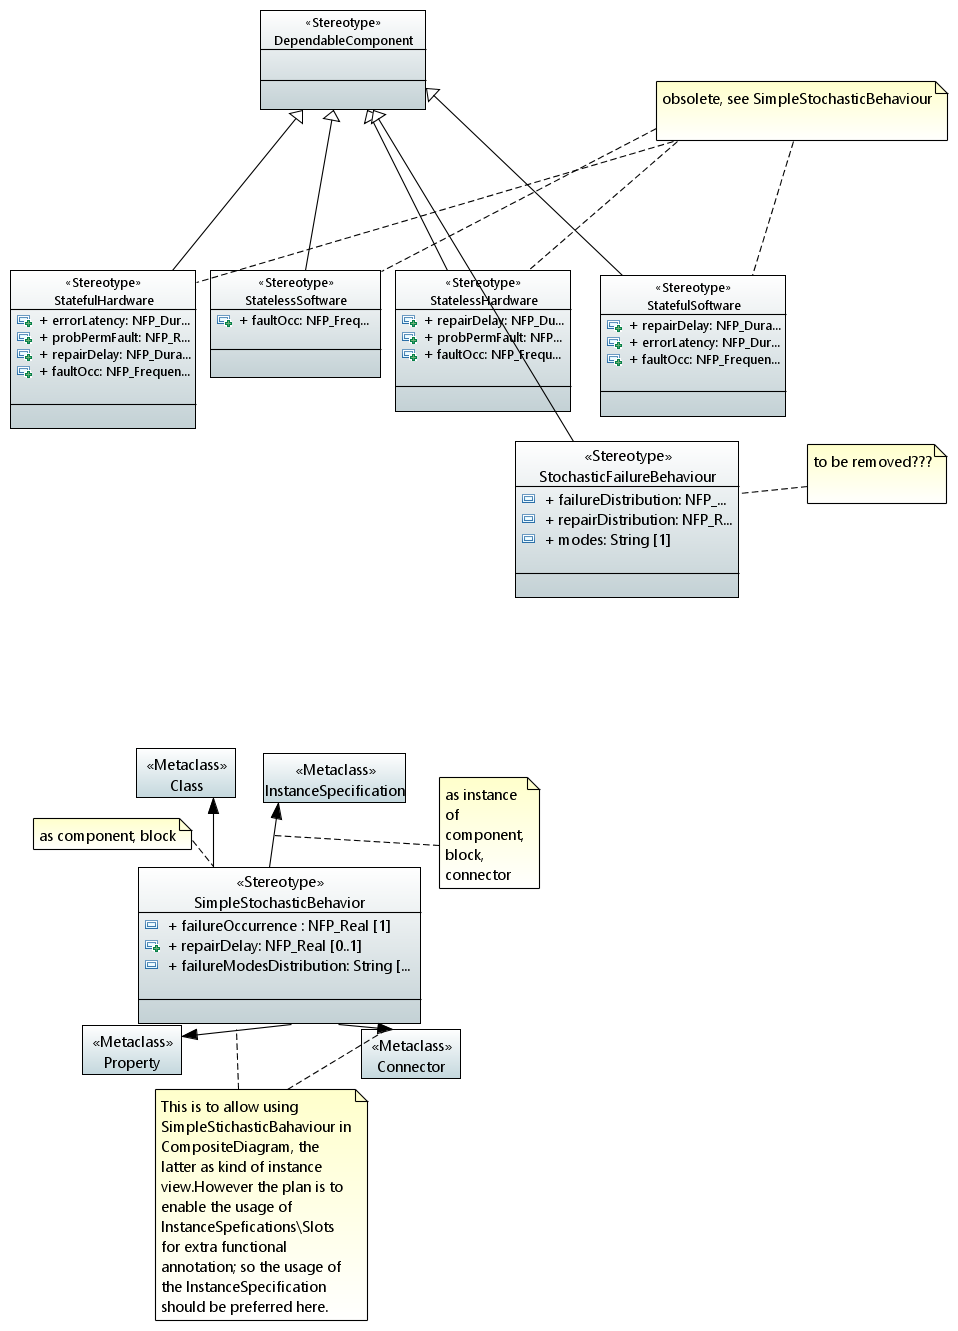 «Stereotype»
DependableComponent
obsolete, see SimpleStochasticBehaviour
«Stereotype»
StatefulHardware
+ errorLatency: NFP_Dur...
+ probPermFault: NFP_R...
+ repairDelay: NFP_Dura...
+ faultOcc: NFP_Frequen...
«Stereotype»
StatelessSoftware
+ faultOcc: NFP_Freq...
«Stereotype»
StatelessHardware
+ repairDelay: NFP_Du...
+ probPermFault: NFP...
+ faultOcc: NFP_Frequ...
«Stereotype»
StatefulSoftware
+ repairDelay: NFP_Dura...
+ errorLatency: NFP_Dur...
+ faultOcc: NFP_Frequen...
«Stereotype»
StochasticFailureBehaviour
+ failureDistribution: NFP_...
+ repairDistribution: NFP_R...
+ modes: String [1]
to be removed???
«Metaclass»
Class
«Metaclass»
InstanceSpecification
as component, block
as instance
of
component,
block,
connector
«Stereotype»
SimpleStochasticBehavior
+ failureOccurrence : NFP_Real [1]
+ repairDelay: NFP_Real [0..1]
+ failureModesDistribution: String [...
«Metaclass»
Property
«Metaclass»
Connector
This is to allow using
SimpleStichasticBahaviour in
CompositeDiagram, the
latter as kind of instance
view.However the plan is to
enable the usage of
InstanceSpefications\Slots
for extra functional
annotation; so the usage of
the InstanceSpecification
should be preferred here.